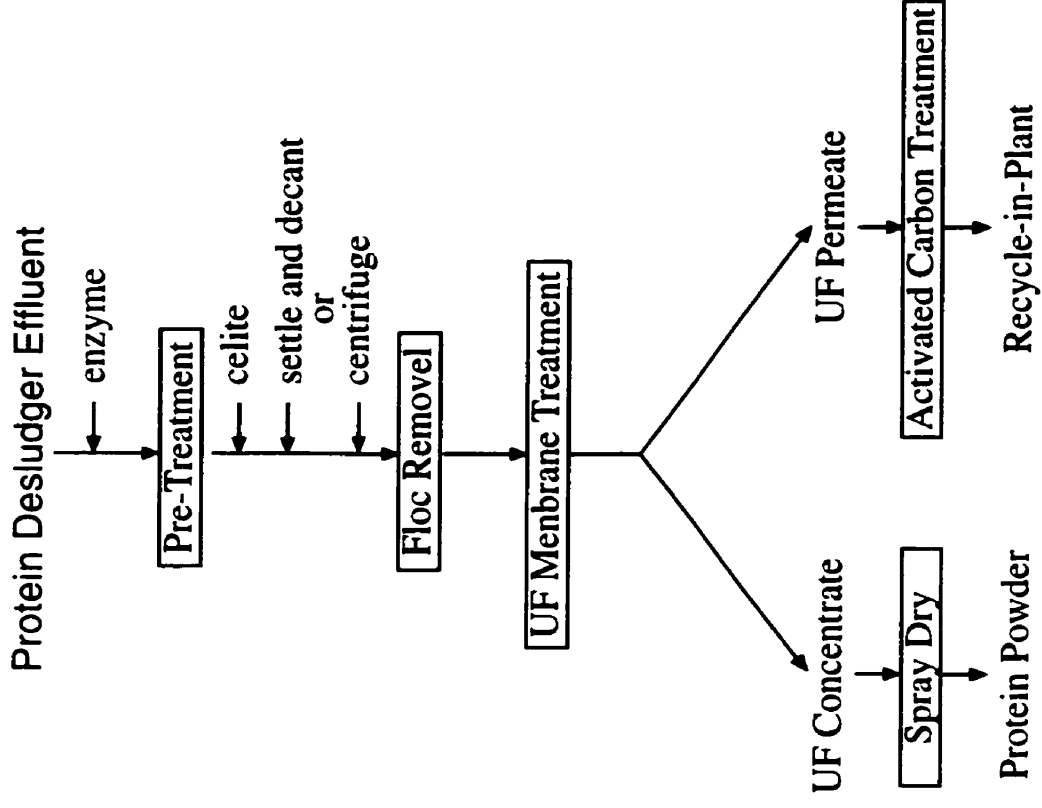 Protein Desludger Effluent
enzyme
Pre-Treatment
celite
settle and decant
or
centrifuge
Floc Removel
UF Menbrane Treatment
UF Concentrate
Spray Dry
Protein Powder
UF Permeate
Activated Carbon Treatment
Recycle-in-Plant